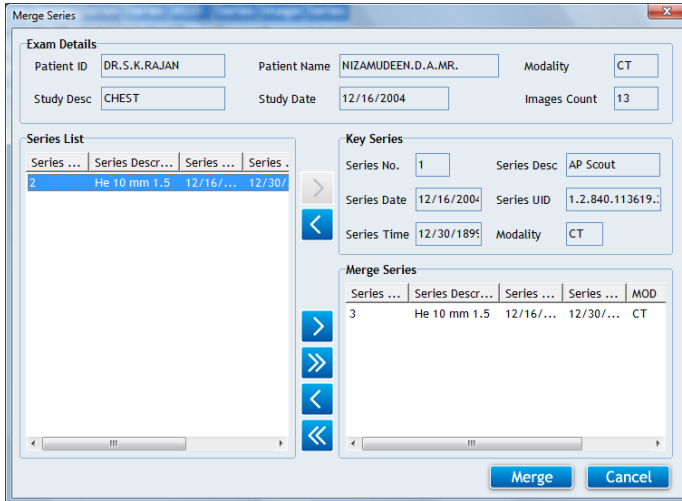 Merge Series
Exam Details
Patient ID DR.S.K.RAJAN Patient Name NIZAMUDEEN.D.A.MR. Modality CT
Study Desc CHEST Study Date 12/16/2004 Images Count 13
Series List
Series ... Series Descr... Series ... Series
2 He 10 mm 1.5 12/16/... 12/30/
Key Series
Series No. 1 Series Desc AP Scout
Series Date 12/16/2004 Series UID 1.2.840.113619.
Series Time 12/30/189 Modality CT
Merge Series
Series ... Series Descr... Series ... Series ... MOD
3 He 10 mm 1.5 12/16/... 12/30/... CT
Merge Cancel